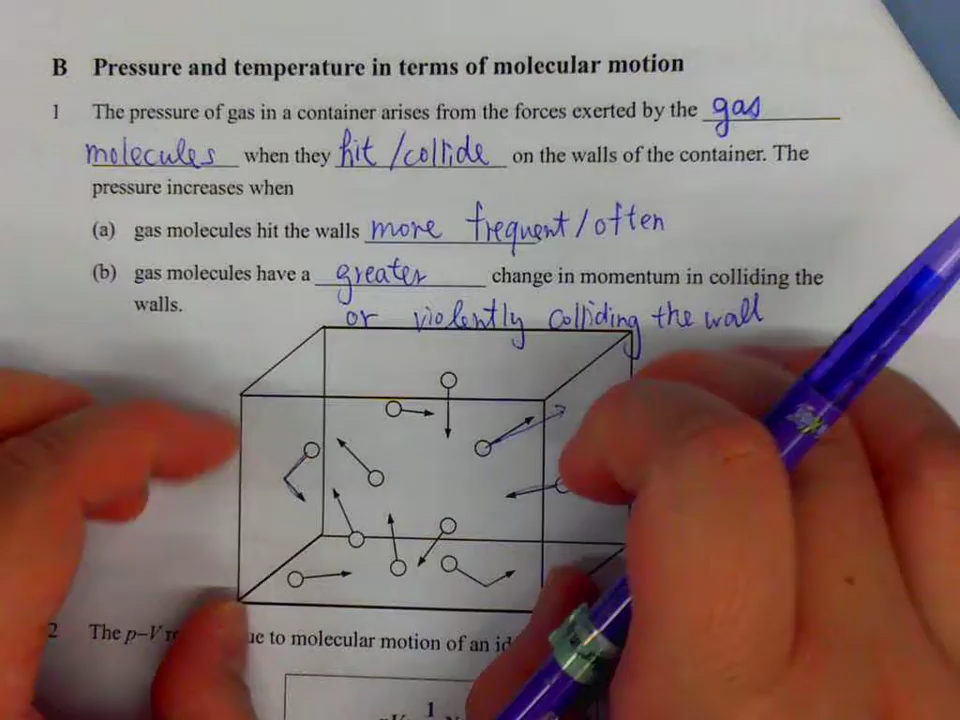 B Pressure and temperature in terms of molecular motion
1 The pressure of gas in a container arises from the forces exerted by the gas
molecules when they hit /collide on the walls of the container. The
pressure increases when
(a) gas molecules hit the walls more frequent/often
(b) gas molecules have a greater change in momentum in colliding the
walls.
or violently colliding the wall
2 The p–V to molecular motion of an
1